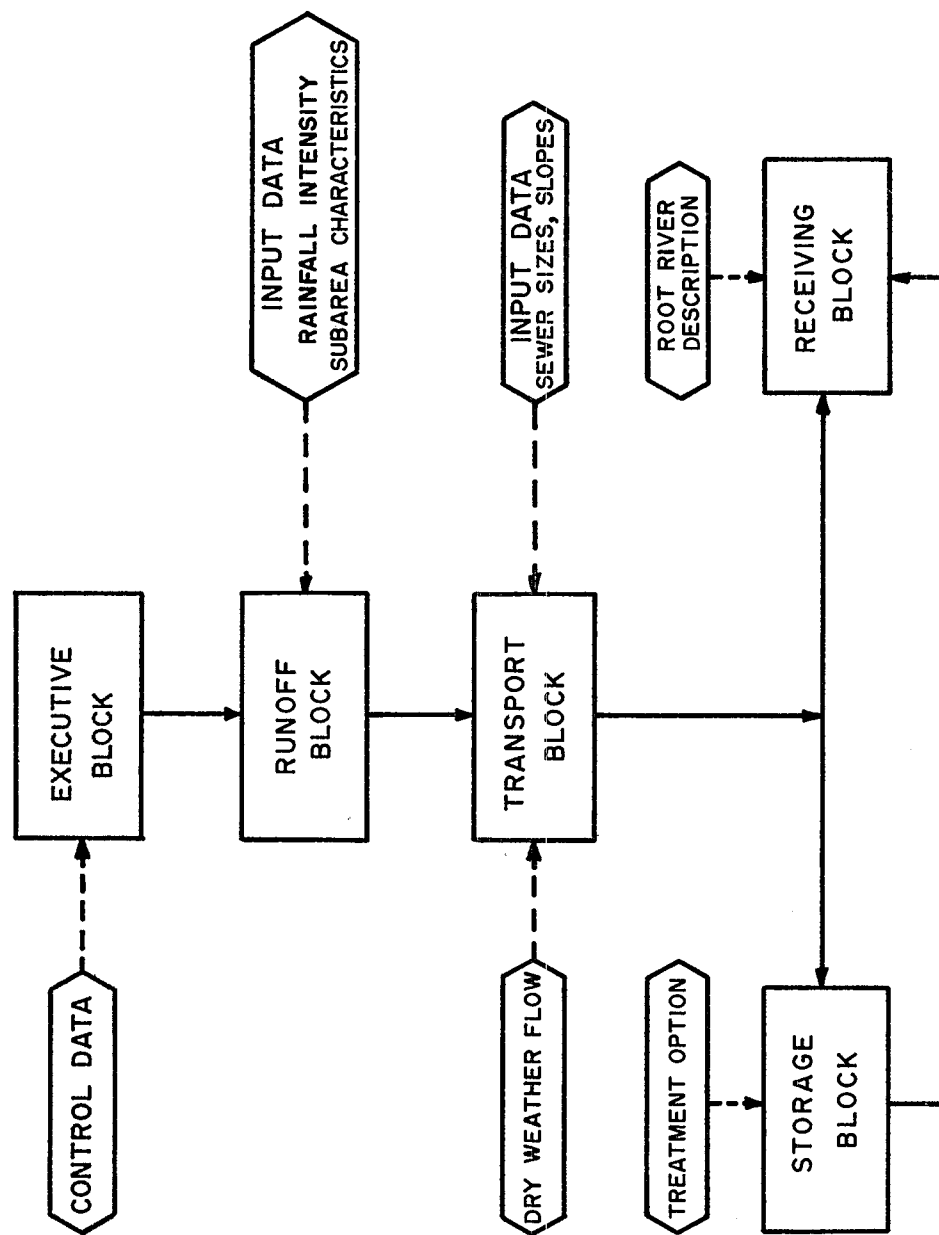 CONTROL DATA
EXECUTIVE
BLOCK
INPUT DATA
RAINFALL INTENSITY
SUBAREA CHARACTERISTICS
RUNOFF
BLOCK
DRY WEATHER FLOW
TRANSPORT
BLOCK
INPUT DATA
SEWER SIZES, SLOPES
TREATMENT OPTION
ROOT RIVER
DESCRIPTION
STORAGE
BLOCK
RECEIVING
BLOCK